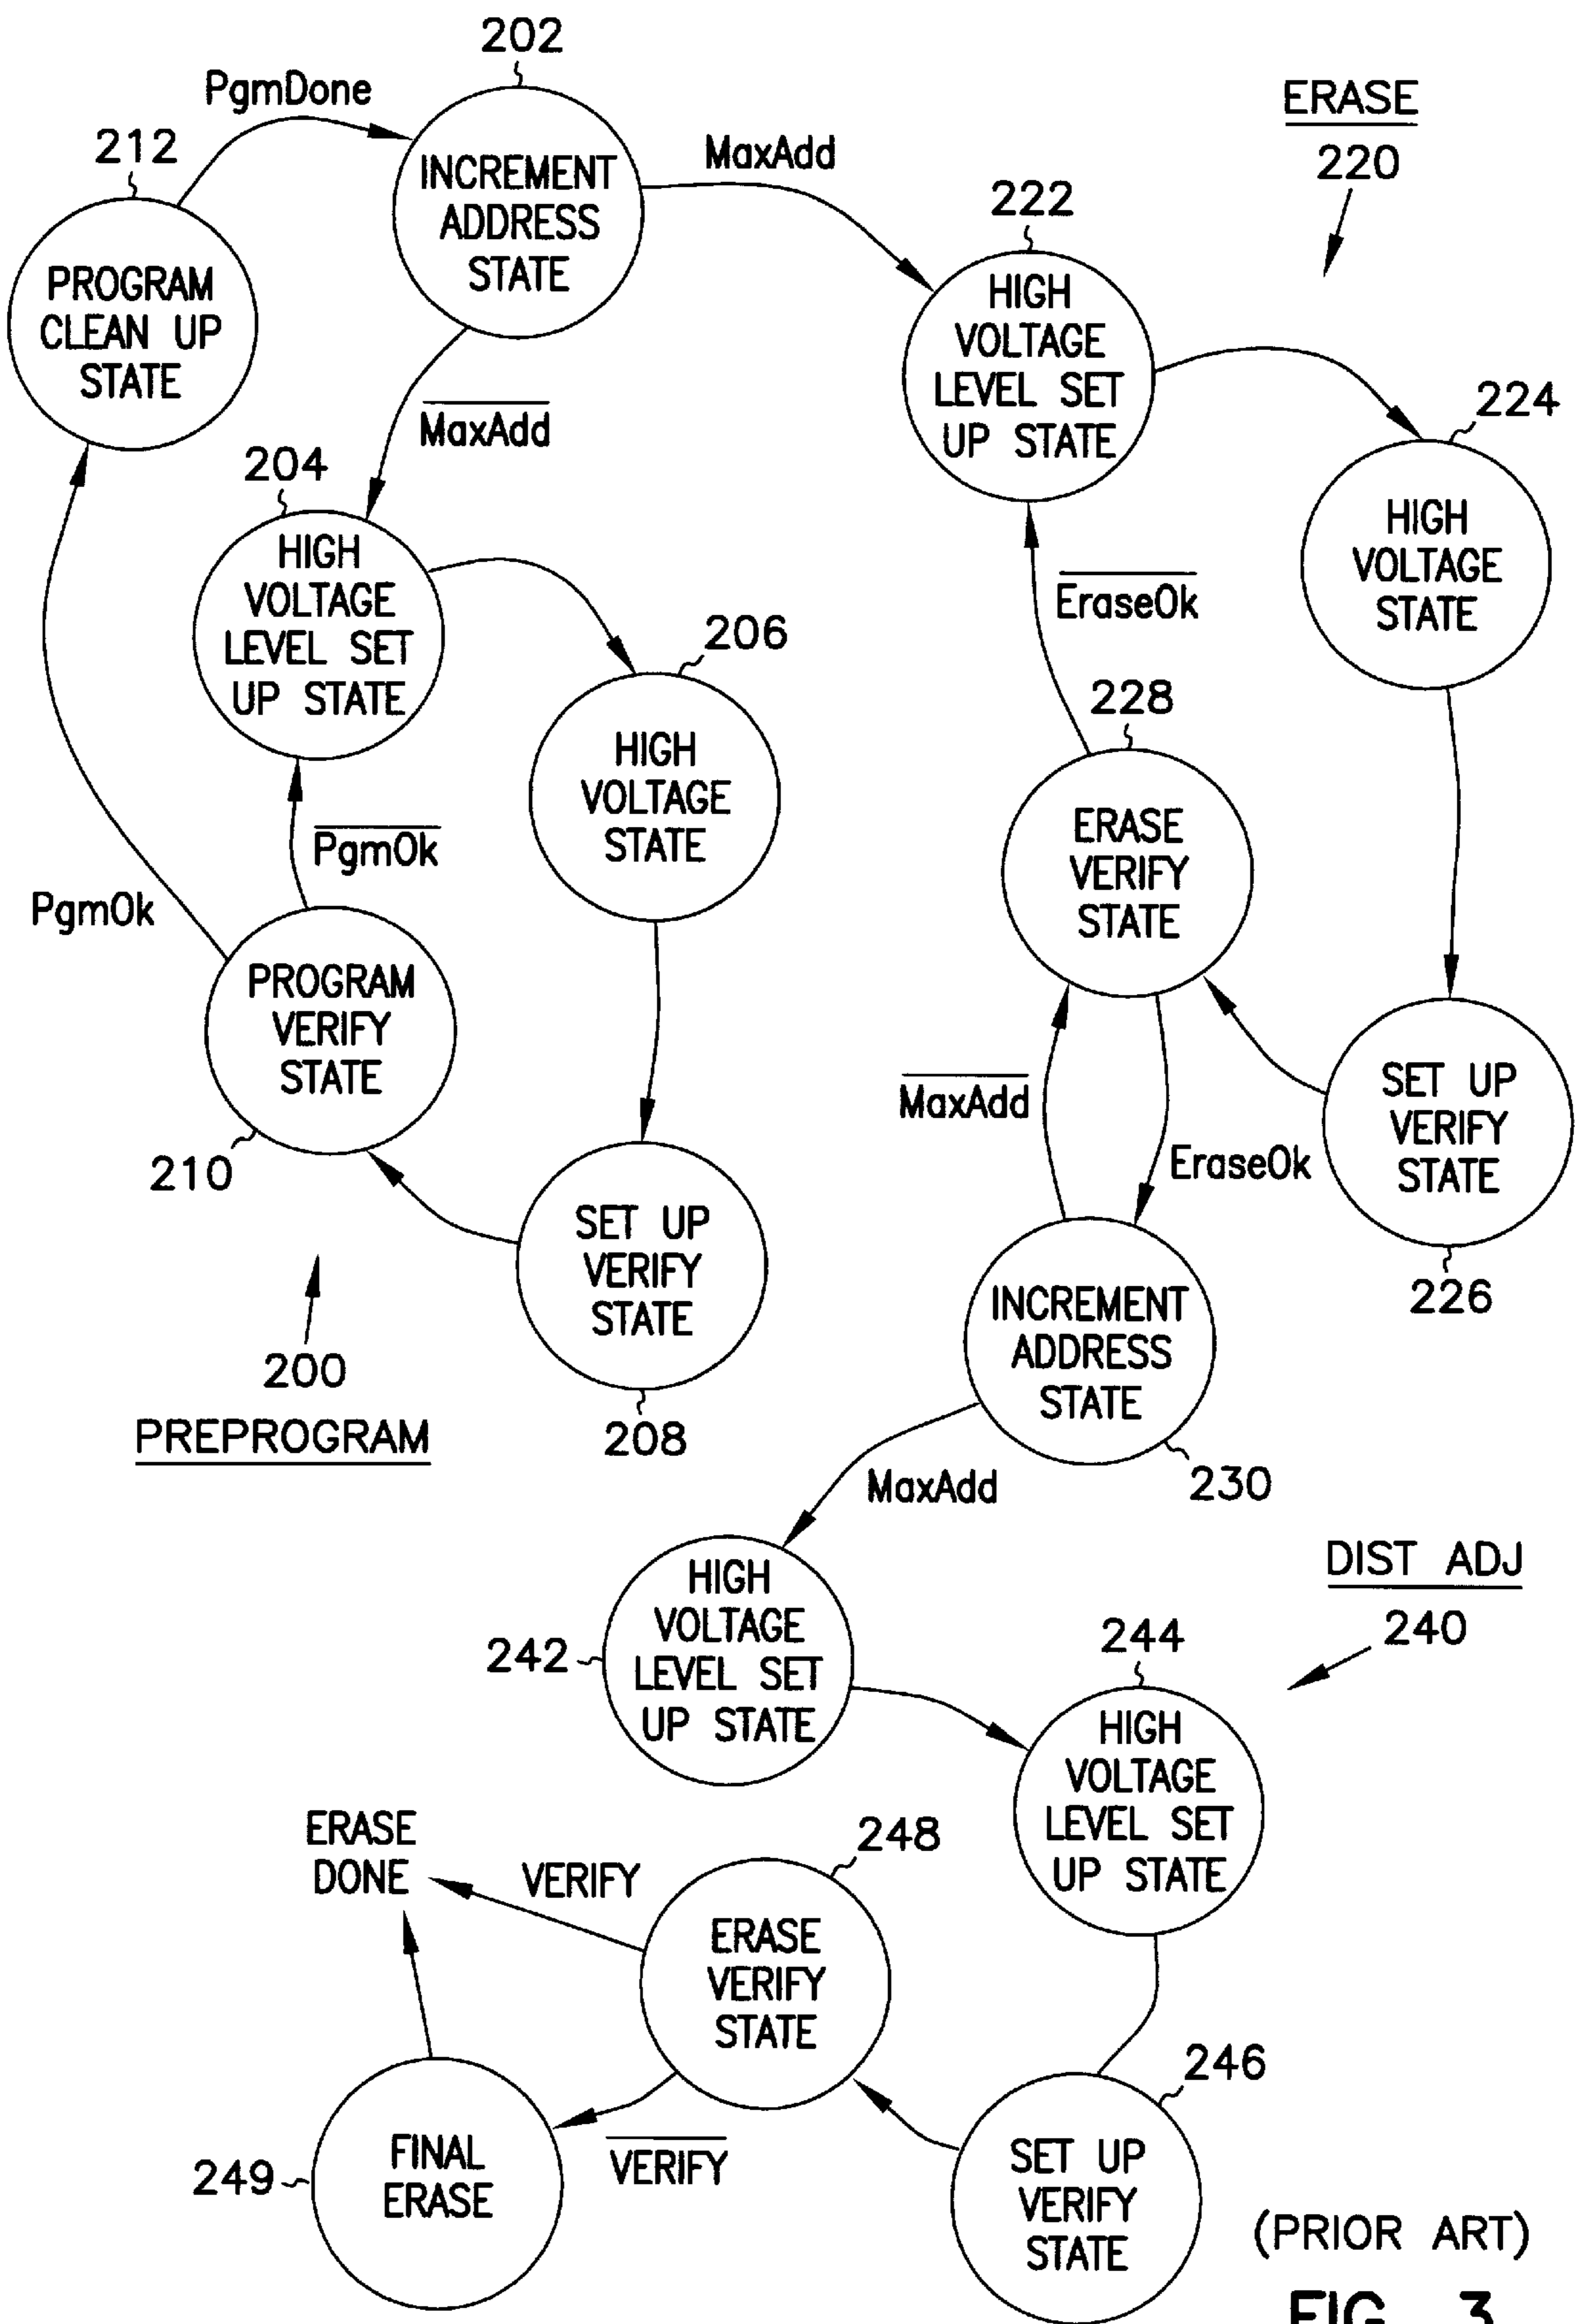 202
PgmDone
ERASE
220
212
INCREMENT
ADDRESS
STATE
MaxAdd
222
PROGRAM
CLEAN UP
STATE
HIGH
VOLTAGE
LEVEL SET
UP STATE
M̅a̅x̅A̅d̅d̅
224
204
HIGH
VOLTAGE
LEVEL SET
UP STATE
HIGH
VOLTAGE
STATE
E̅r̅a̅s̅e̅O̅k̅
206
228
HIGH
VOLTAGE
STATE
P̅g̅m̅O̅k̅
PgmOk
ERASE
VERIFY
STATE
PROGRAM
VERIFY
STATE
M̅a̅x̅A̅d̅d̅
SET UP
VERIFY
STATE
210
EraseOk
SET UP
VERIFY
STATE
226
INCREMENT
ADDRESS
STATE
200
PREPROGRAM
208
230
MaxAdd
DIST ADJ
240
HIGH
VOLTAGE
LEVEL SET
UP STATE
242
244
HIGH
VOLTAGE
LEVEL SET
UP STATE
ERASE
DONE
VERIFY
248
ERASE
VERIFY
STATE
246
V̅E̅R̅I̅F̅Y̅
FINAL
ERASE
249
SET UP
VERIFY
STATE
(PRIOR ART)
FIG. 3